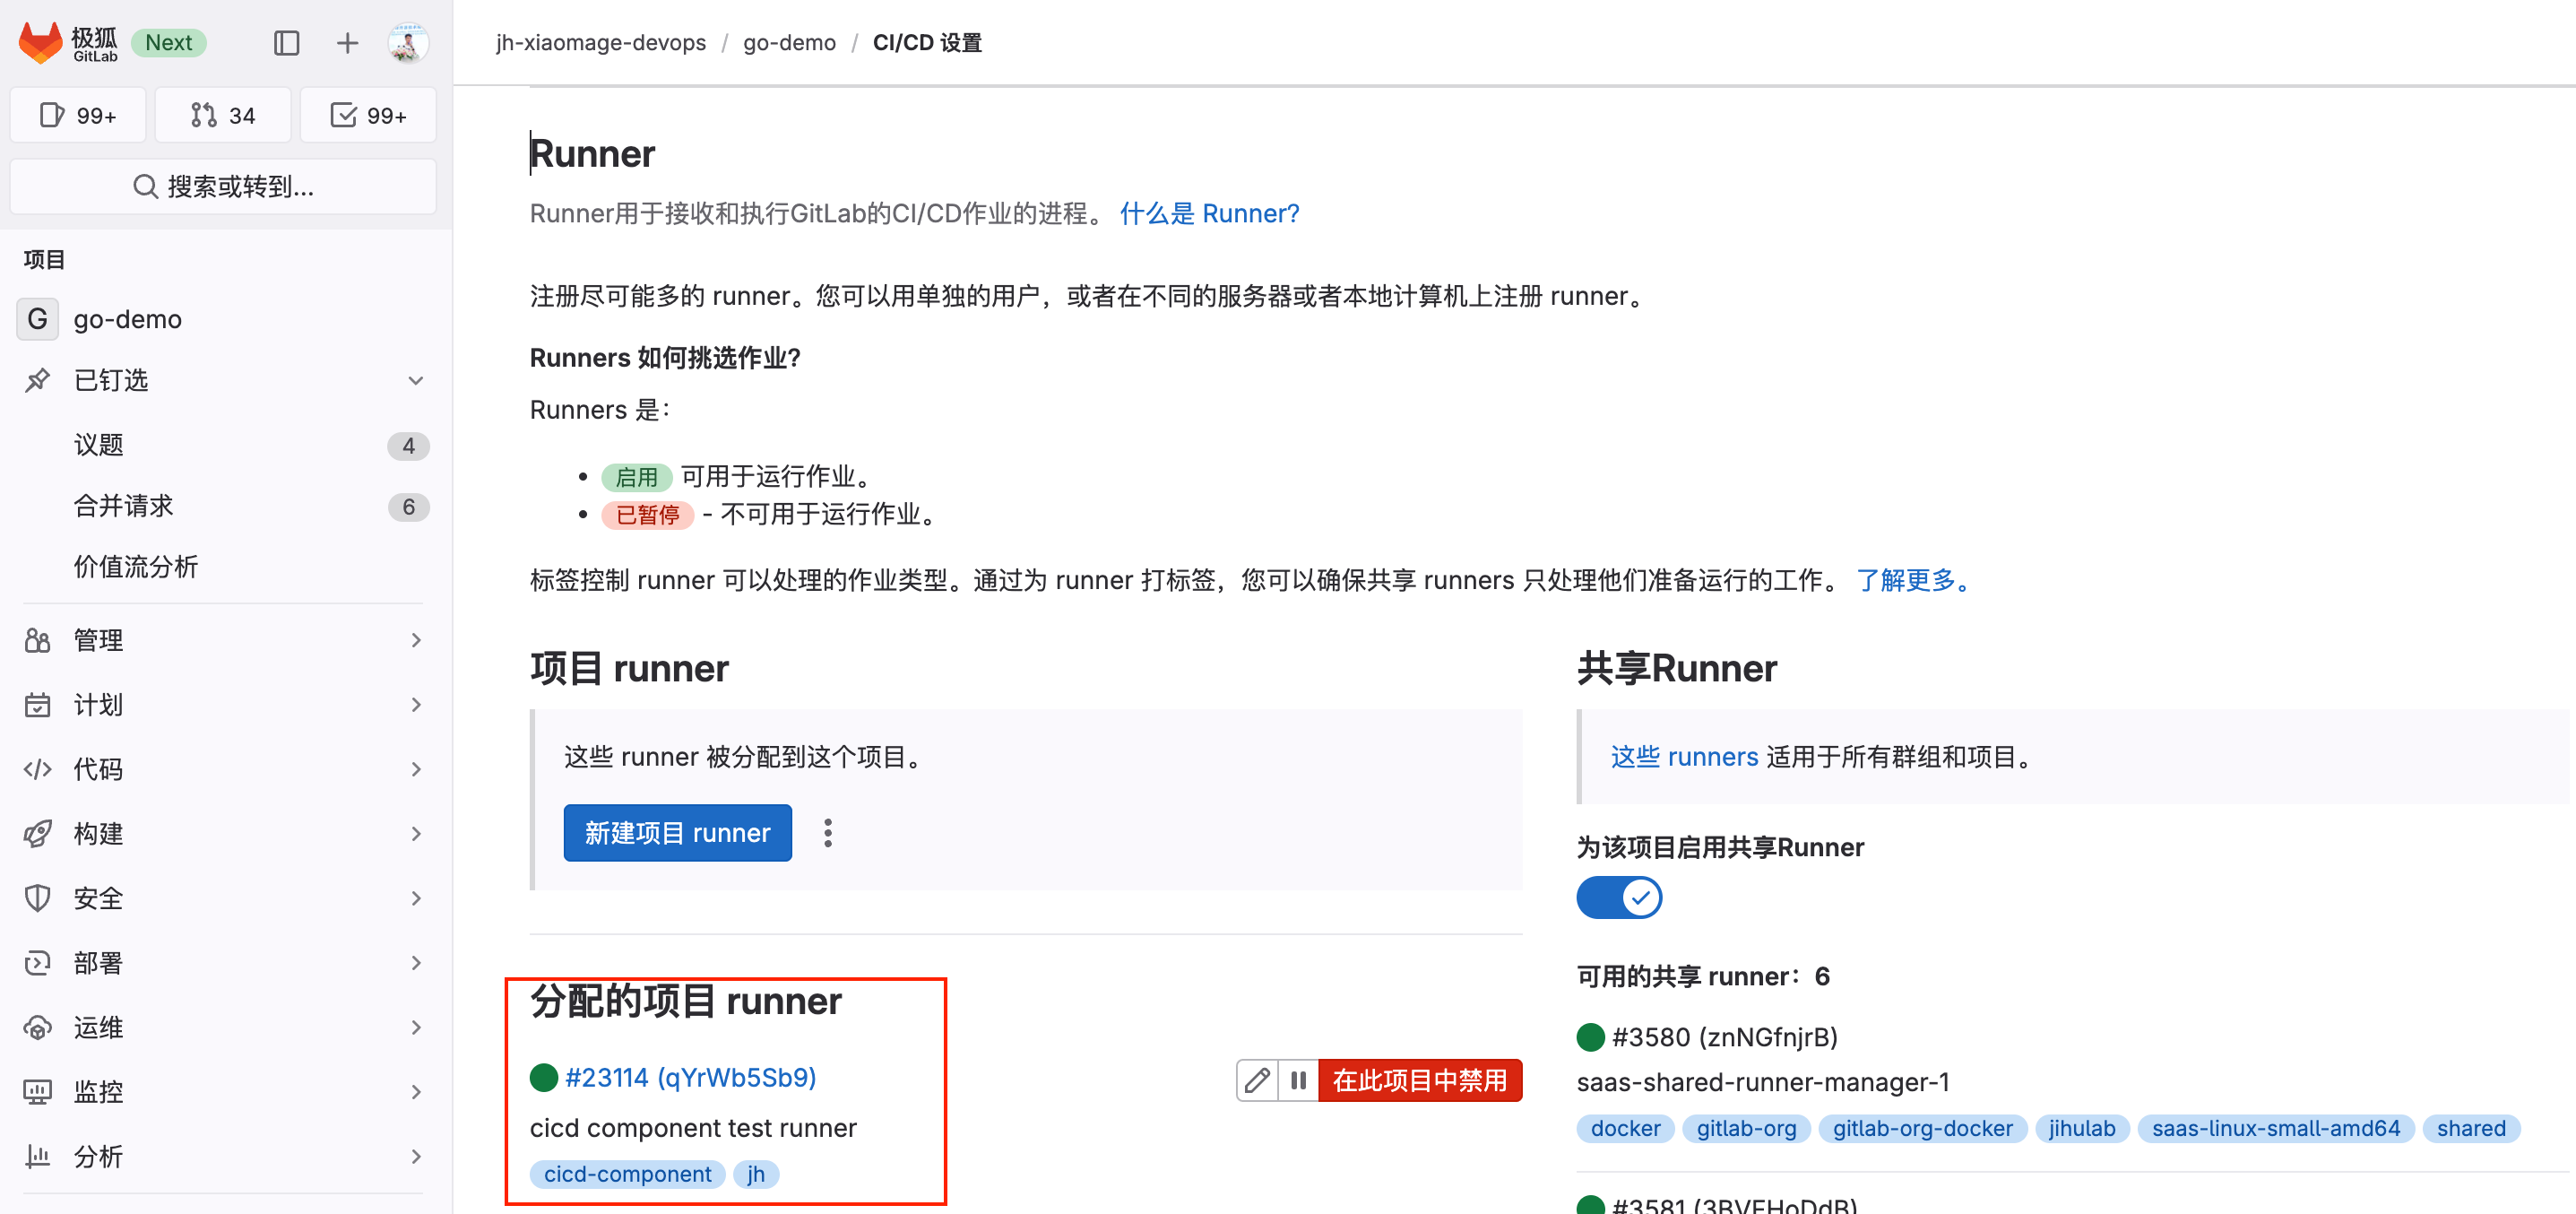 极狐
GitLab
Next
99+
34
99+
搜索或转到...
项目
G
go-demo
已钉选
议题
4
合并请求
6
价值流分析
管理
计划
代码
构建
安全
部署
运维
监控
分析
jh-xiaomage-devops / go-demo / CI/CD 设置
Runner
Runner用于接收和执行GitLab的CI/CD作业的进程。 什么是 Runner?
注册尽可能多的 runner。您可以用单独的用户，或者在不同的服务器或者本地计算机上注册 runner。
Runners 如何挑选作业?
Runners 是：
• 启用 可用于运行作业。
• 已暂停 - 不可用于运行作业。
标签控制 runner 可以处理的作业类型。通过为 runner 打标签，您可以确保共享 runners 只处理他们准备运行的工作。 了解更多。
项目 runner
这些 runner 被分配到这个项目。
新建项目 runner
分配的项目 runner
#23114 (qYrWb5Sb9)
在此项目中禁用
cicd component test runner
cicd-component jh
共享Runner
这些 runners 适用于所有群组和项目。
为该项目启用共享Runner
可用的共享 runner：6
#3580 (znNGfnjrB)
saas-shared-runner-manager-1
docker gitlab-org gitlab-org-docker jihulab saas-linux-small-amd64 shared
#3581 (3BVFHoDdB)